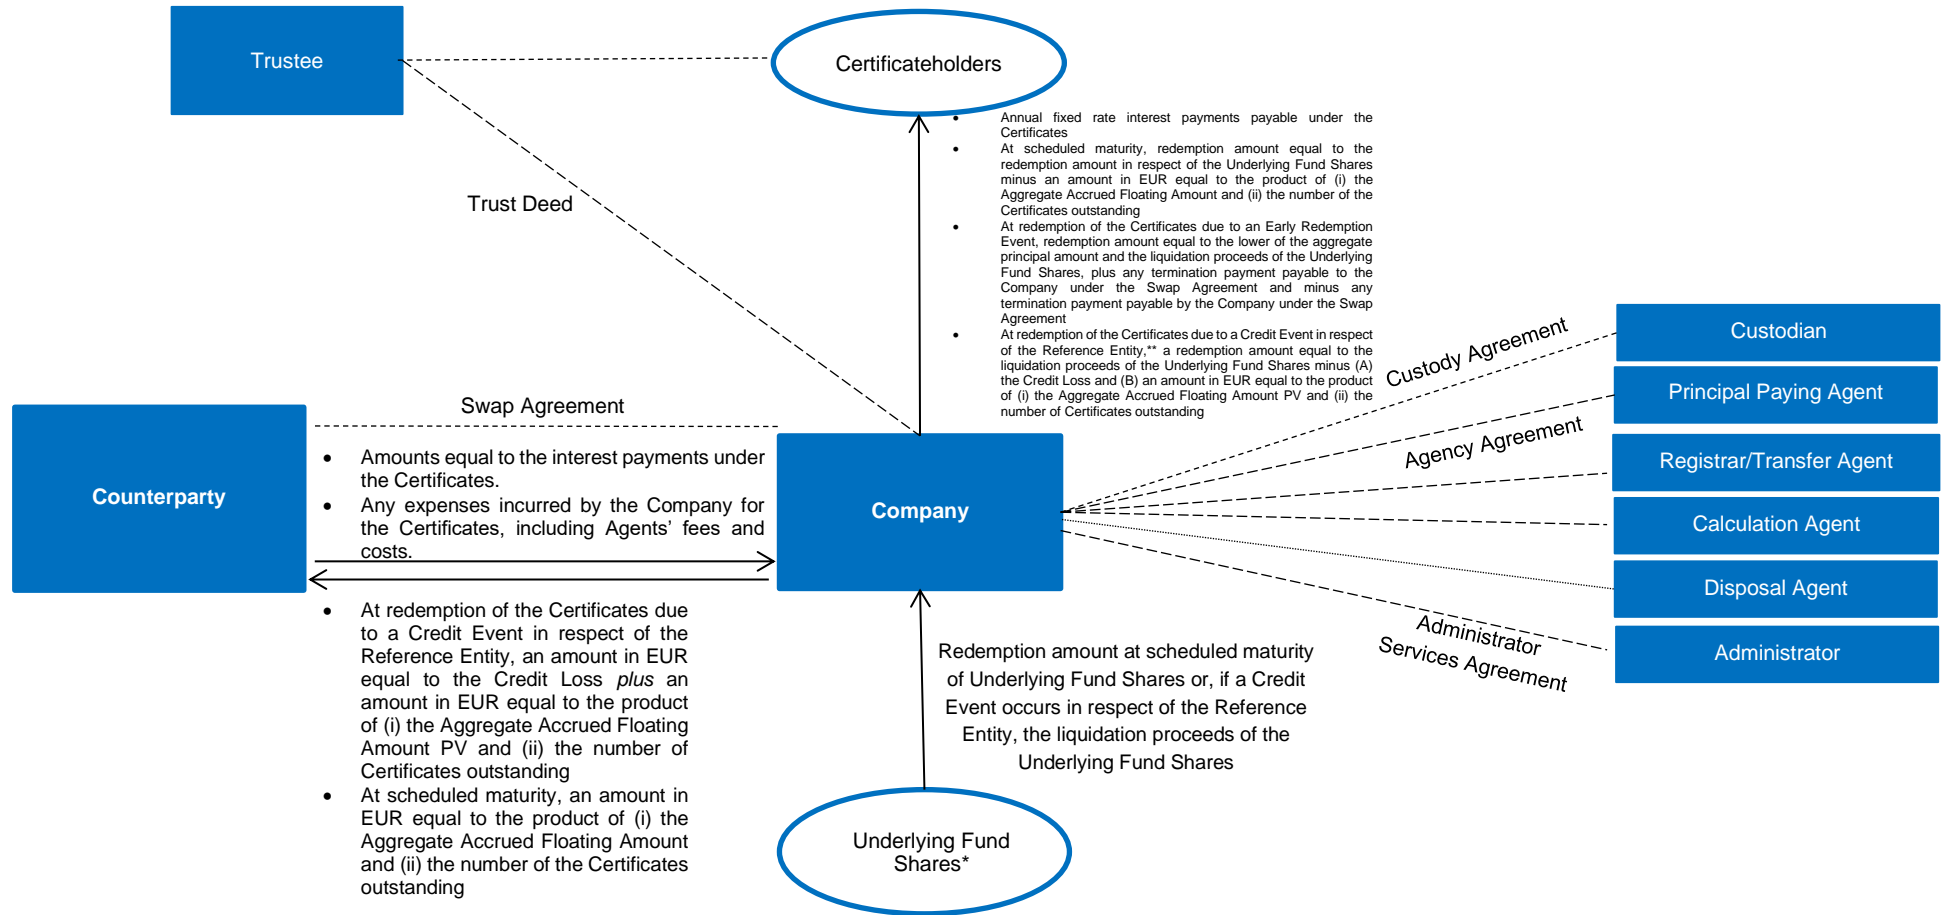 Trustee
Certificateholders
• Annual fixed rate interest payments payable under the
Certificates
• At scheduled maturity, redemption amount equal to the
redemption amount in respect of the Underlying Fund Shares
minus an amount in EUR equal to the product of (i) the
Aggregate Accrued Floating Amount and (ii) the number of the
Certificates outstanding
• At redemption of the Certificates due to an Early Redemption
Event, redemption amount equal to the lower of the aggregate
principal amount and the liquidation proceeds of the Underlying
Fund Shares, plus any termination payment payable to the
Company under the Swap Agreement and minus any
termination payment payable by the Company under the Swap
Agreement
• At redemption of the Certificates due to a Credit Event in respect
of the Reference Entity,** a redemption amount equal to the
liquidation proceeds of the Underlying Fund Shares minus (A)
the Credit Loss and (B) an amount in EUR equal to the product
of (i) the Aggregate Accrued Floating Amount PV and (ii) the
number of Certificates outstanding
Trust Deed
Swap Agreement
Counterparty
• Amounts equal to the interest payments under
the Certificates.
• Any expenses incurred by the Company for
the Certificates, including Agents' fees and
costs.
Company
• At redemption of the Certificates due
to a Credit Event in respect of the
Reference Entity, an amount in EUR
equal to the Credit Loss plus an
amount in EUR equal to the product
of (i) the Aggregate Accrued Floating
Amount PV and (ii) the number of
Certificates outstanding
• At scheduled maturity, an amount in
EUR equal to the product of (i) the
Aggregate Accrued Floating Amount
and (ii) the number of the Certificates
outstanding
Redemption amount at scheduled maturity
of Underlying Fund Shares or, if a Credit
Event occurs in respect of the Reference
Entity, the liquidation proceeds of the
Underlying Fund Shares
Underlying Fund
Shares*
Custody Agreement
Agency Agreement
Administrator
Services Agreement
Custodian
Principal Paying Agent
Registrar/Transfer Agent
Calculation Agent
Disposal Agent
Administrator